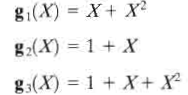 g₁(X) = X + X²
g₂(X) = 1 + X
g₃(X) = 1 + X + X²